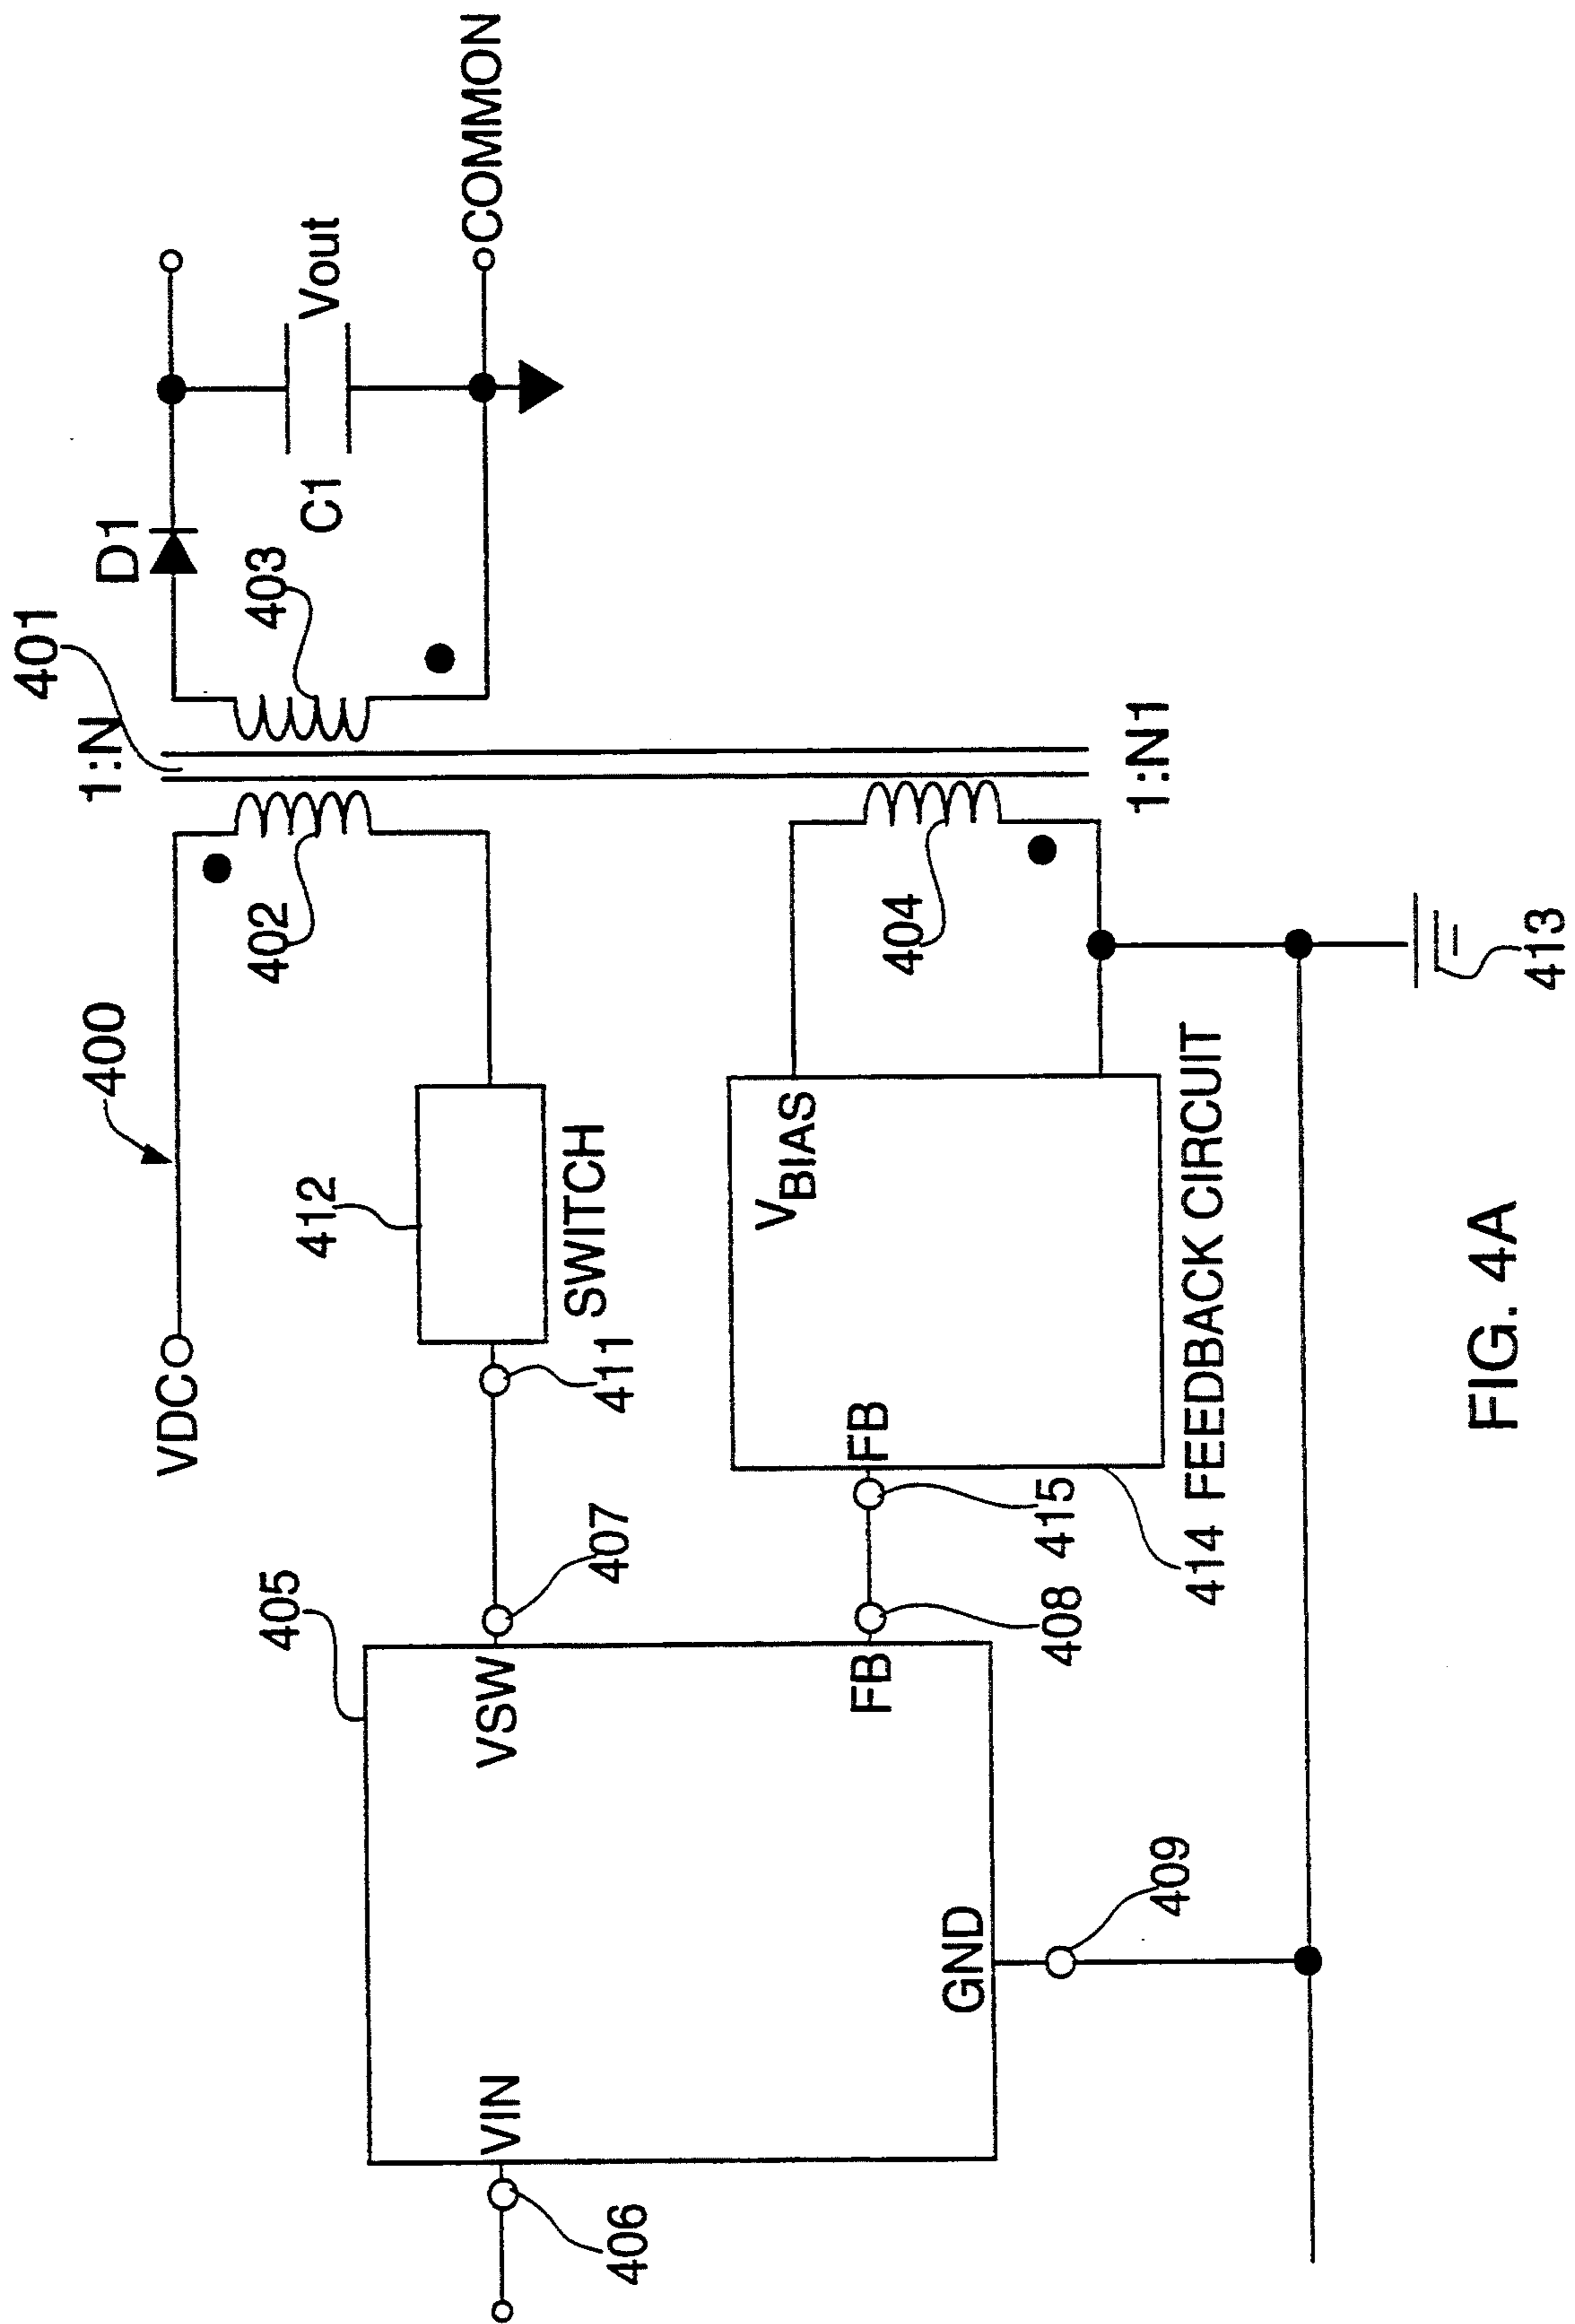 400
401
1:N
D1
VDC
402
403
C1
Vout
COMMON
405
407
411
412
SWITCH
VIN
VSW
406
FB
408
FB
415
VBIAS
404
1:N1
GND
409
414 FEEDBACK CIRCUIT
413
FIG. 4A